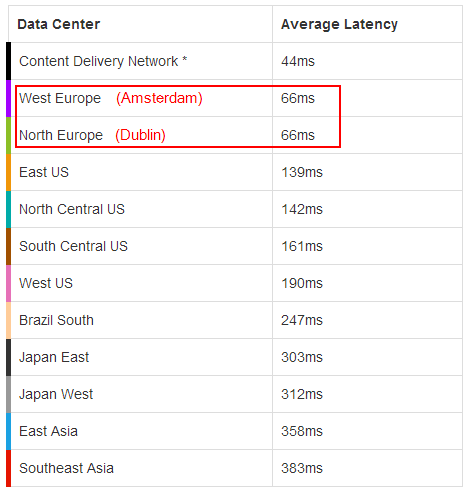 Data Center Average Latency
Content Delivery Network * 44ms
West Europe (Amsterdam) 66ms
North Europe (Dublin) 66ms
East US 139ms
North Central US 142ms
South Central US 161ms
West US 190ms
Brazil South 247ms
Japan East 303ms
Japan West 312ms
East Asia 358ms
Southeast Asia 383ms